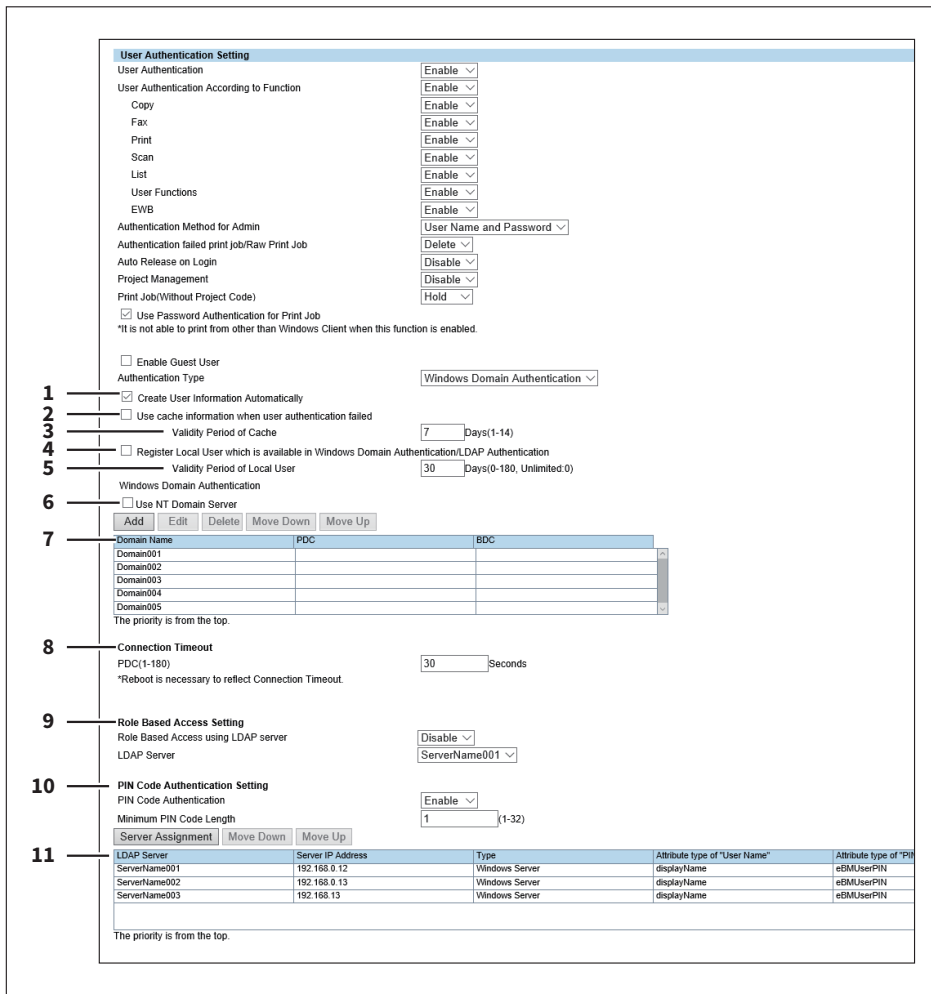 User Authentication Setting
User Authentication Enable
User Authentication According to Function Enable
Copy Enable
Fax Enable
Print Enable
Scan Enable
List Enable
User Functions Enable
EWB Enable
Authentication Method for Admin User Name and Password
Authentication failed print job/Raw Print Job Delete
Auto Release on Login Disable
Project Management Disable
Print Job(Without Project Code) Hold
Use Password Authentication for Print Job
*It is not able to print from other than Windows Client when this function is enabled.
Enable Guest User
Authentication Type Windows Domain Authentication
1 Create User Information Automatically
2 Use cache information when user authentication failed
3 Validity Period of Cache 7 Days(1-14)
4 Register Local User which is available in Windows Domain Authentication/LDAP Authentication
5 Validity Period of Local User 30 Days(0-180, Unlimited:0)
Windows Domain Authentication
6 Use NT Domain Server
Add Edit Delete Move Down Move Up
7 Domain Name PDC BDC
Domain001
Domain002
Domain003
Domain004
Domain005
The priority is from the top.
8 Connection Timeout
PDC(1-180) 30 Seconds
*Reboot is necessary to reflect Connection Timeout.
9 Role Based Access Setting
Role Based Access using LDAP server Disable
LDAP Server ServerName001
10 PIN Code Authentication Setting
PIN Code Authentication Enable
Minimum PIN Code Length 1 (1-32)
Server Assignment Move Down Move Up
11 LDAP Server Server IP Address Type Attribute type of "User Name" Attribute type of "PIN
ServerName001 192.168.0.12 Windows Server displayName eBMUserPIN
ServerName002 192.168.0.13 Windows Server displayName eBMUserPIN
ServerName003 192.168.13 Windows Server displayName eBMUserPIN
The priority is from the top.